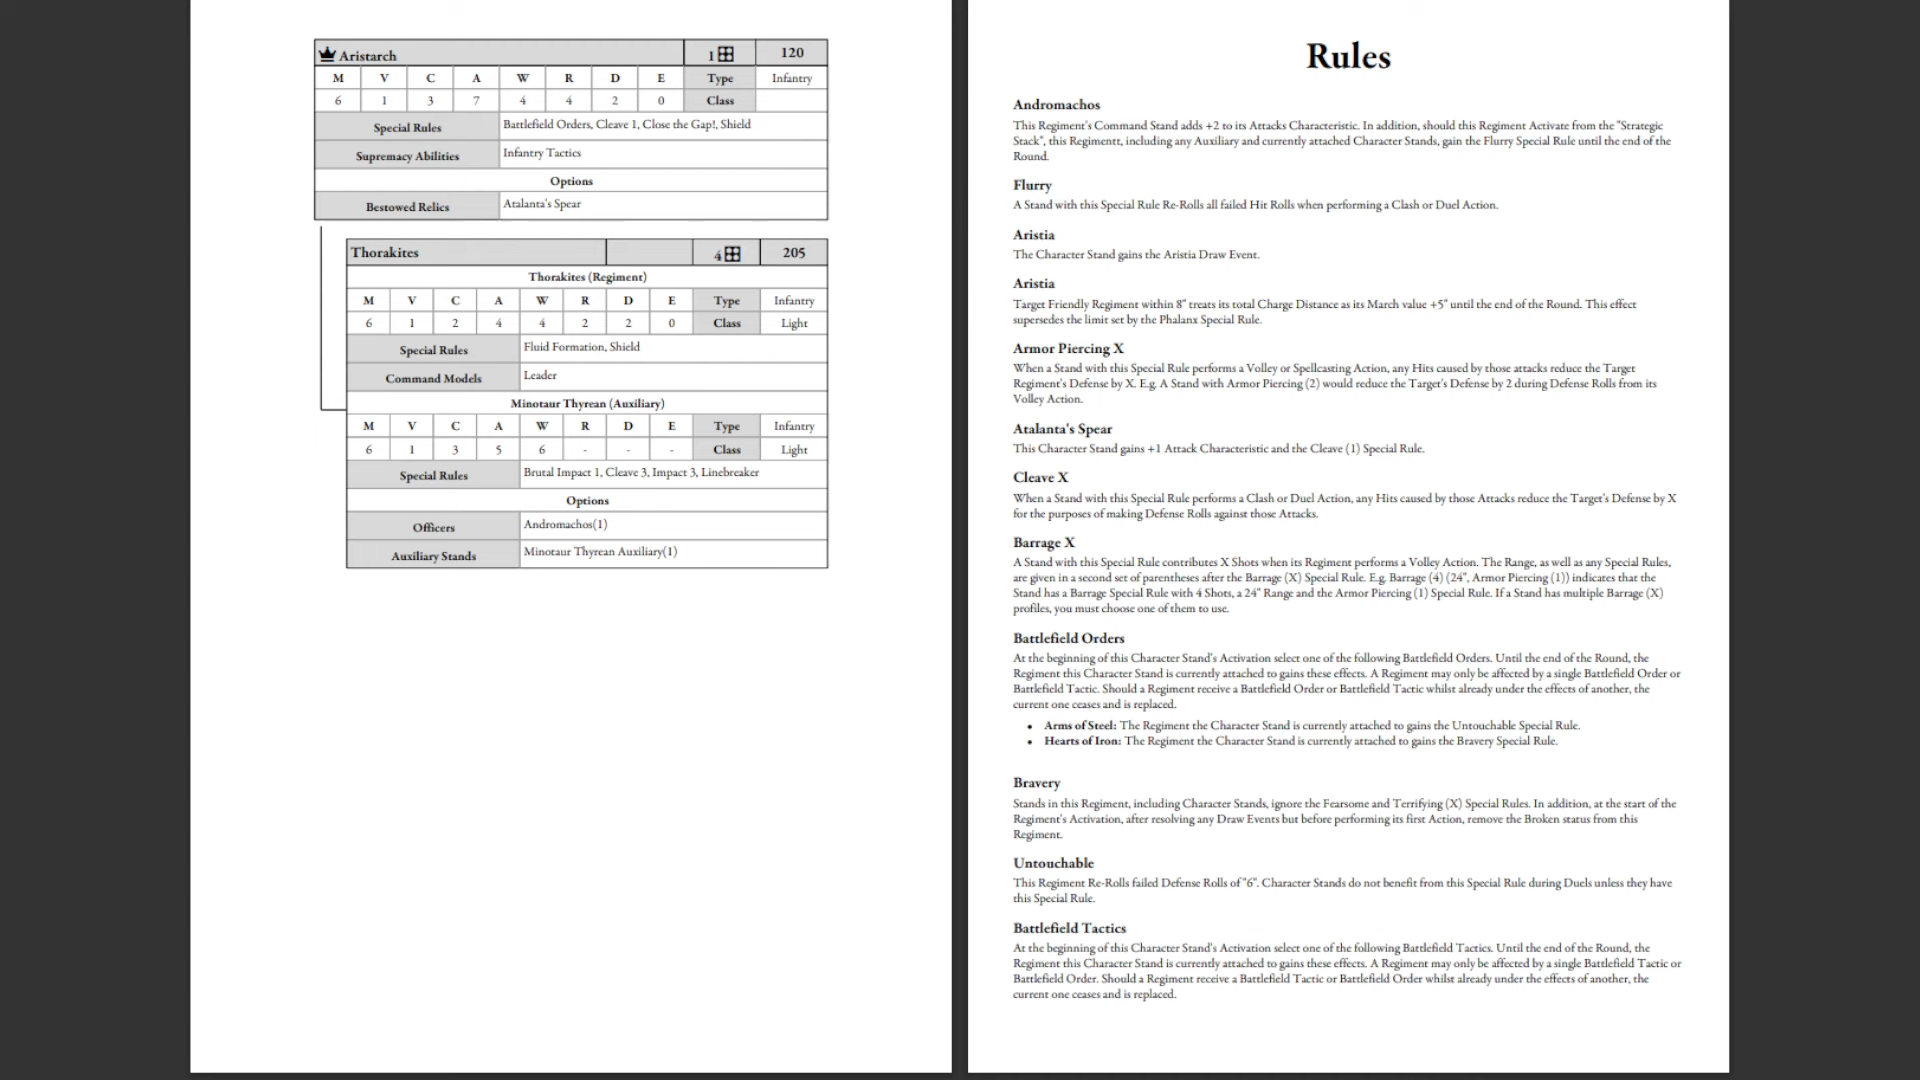 Aristarch 1 120
M V C A W R D E Type Infantry
6 1 3 7 4 4 2 0 Class
Special Rules Battlefield Orders, Cleave 1, Close the Gap!, Shield
Supremacy Abilities Infantry Tactics
Options
Bestowed Relics Atalanta's Spear
Thorakites 4 205
Thorakites (Regiment)
M V C A W R D E Type Infantry
6 1 2 4 4 2 2 0 Class Light
Special Rules Fluid Formation, Shield
Command Models Leader
Minotaur Thyrean (Auxiliary)
M V C A W R D E Type Infantry
6 1 3 5 6 - - - Class Light
Special Rules Brutal Impact 1, Cleave 3, Impact 3, Linebreaker
Options
Officers Andromachos(1)
Auxiliary Stands Minotaur Thyrean Auxiliary(1)
Rules
Andromachos
This Regiment's Command Stand adds +2 to its Attacks Characteristic. In addition, should this Regiment Activate from the "Strategic
Stack", this Regimentt, including any Auxiliary and currently attached Character Stands, gain the Flurry Special Rule until the end of the
Round.
Flurry
A Stand with this Special Rule Re-Rolls all failed Hit Rolls when performing a Clash or Duel Action.
Aristia
The Character Stand gains the Aristia Draw Event.
Aristia
Target Friendly Regiment within 8" treats its total Charge Distance as its March value +5" until the end of the Round. This effect
supersedes the limit set by the Phalanx Special Rule.
Armor Piercing X
When a Stand with this Special Rule performs a Volley or Spellcasting Action, any Hits caused by those attacks reduce the Target
Regiment's Defense by X. E.g. A Stand with Armor Piercing (2) would reduce the Target's Defense by 2 during Defense Rolls from its
Volley Action.
Atalanta's Spear
This Character Stand gains +1 Attack Characteristic and the Cleave (1) Special Rule.
Cleave X
When a Stand with this Special Rule performs a Clash or Duel Action, any Hits caused by those Attacks reduce the Target's Defense by X
for the purposes of making Defense Rolls against those Attacks.
Barrage X
A Stand with this Special Rule contributes X Shots when its Regiment performs a Volley Action. The Range, as well as any Special Rules,
are given in a second set of parentheses after the Barrage (X) Special Rule. E.g. Barrage (4) (24", Armor Piercing (1)) indicates that the
Stand has a Barrage Special Rule with 4 Shots, a 24" Range and the Armor Piercing (1) Special Rule. If a Stand has multiple Barrage (X)
profiles, you must choose one of them to use.
Battlefield Orders
At the beginning of this Character Stand's Activation select one of the following Battlefield Orders. Until the end of the Round, the
Regiment this Character Stand is currently attached to gains these effects. A Regiment may only be affected by a single Battlefield Order or
Battlefield Tactic. Should a Regiment receive a Battlefield Order or Battlefield Tactic whilst already under the effects of another, the
current one ceases and is replaced.
• Arms of Steel: The Regiment the Character Stand is currently attached to gains the Untouchable Special Rule.
• Hearts of Iron: The Regiment the Character Stand is currently attached to gains the Bravery Special Rule.
Bravery
Stands in this Regiment, including Character Stands, ignore the Fearsome and Terrifying (X) Special Rules. In addition, at the start of the
Regiment's Activation, after resolving any Draw Events but before performing its first Action, remove the Broken status from this
Regiment.
Untouchable
This Regiment Re-Rolls failed Defense Rolls of "6". Character Stands do not benefit from this Special Rule during Duels unless they have
this Special Rule.
Battlefield Tactics
At the beginning of this Character Stand's Activation select one of the following Battlefield Tactics. Until the end of the Round, the
Regiment this Character Stand is currently attached to gains these effects. A Regiment may only be affected by a single Battlefield Tactic or
Battlefield Order. Should a Regiment receive a Battlefield Tactic or Battlefield Order whilst already under the effects of another, the
current one ceases and is replaced.